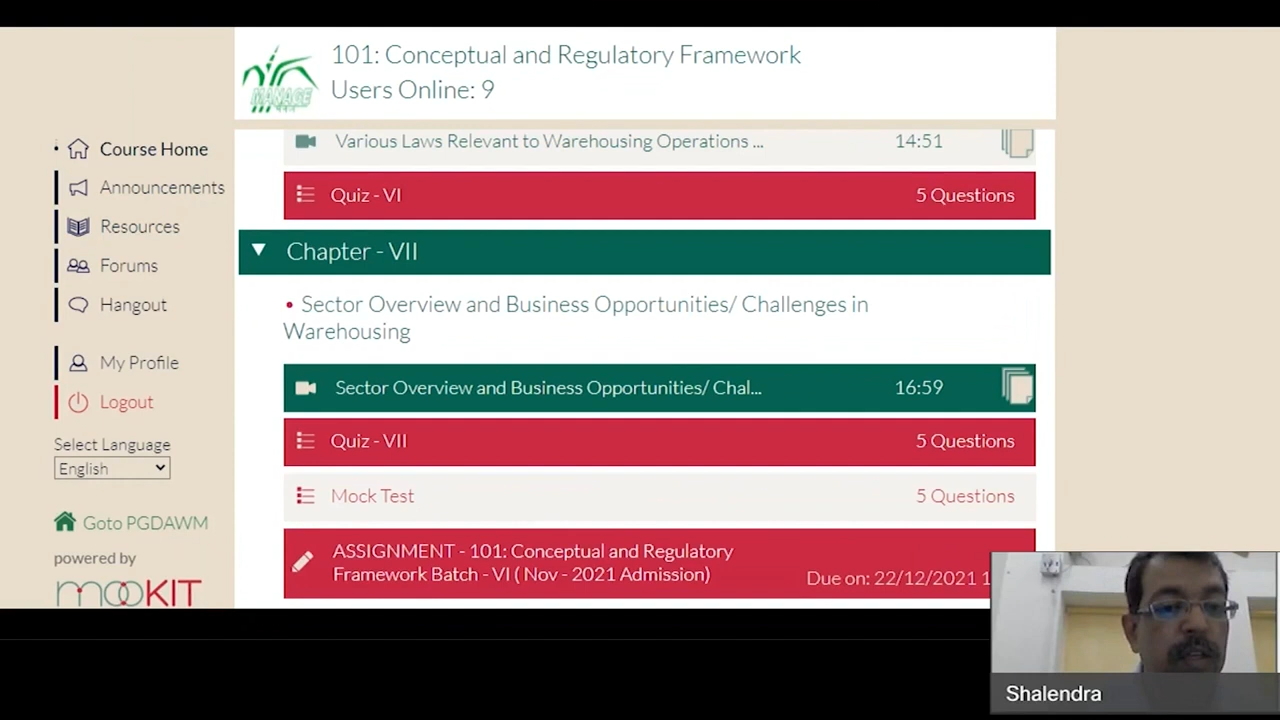 101: Conceptual and Regulatory Framework
Users Online: 9
MANAGE
Course Home
Announcements
Resources
Forums
Hangout
My Profile
Logout
Select Language
English
Goto PGDAWM
powered by
mooKIT
Various Laws Relevant to Warehousing Operations ... 14:51
Quiz - VI 5 Questions
Chapter - VII
• Sector Overview and Business Opportunities/ Challenges in
Warehousing
Sector Overview and Business Opportunities/ Chal... 16:59
Quiz - VII 5 Questions
Mock Test 5 Questions
ASSIGNMENT - 101: Conceptual and Regulatory
Framework Batch - VI ( Nov - 2021 Admission)
Due on: 22/12/2021 1
Shalendra